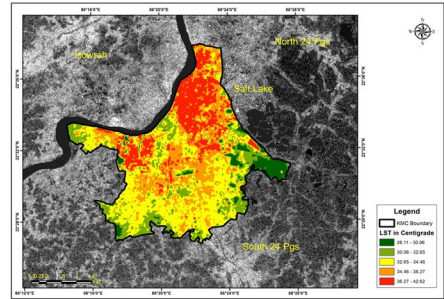 88°16'0"E
88°20'0"E
88°24'0"E
88°28'0"E
N
W
E
S
Howrah
North 24 Pgs
Salt Lake
South 24 Pgs
Legend
KMC Boundary
LST in Centigrade
26.11 - 30.06
30.06 - 32.65
32.65 - 34.46
34.46 - 36.27
36.27 - 42.62
88°12'0"E
88°16'0"E
88°20'0"E
88°24'0"E
88°28'0"E